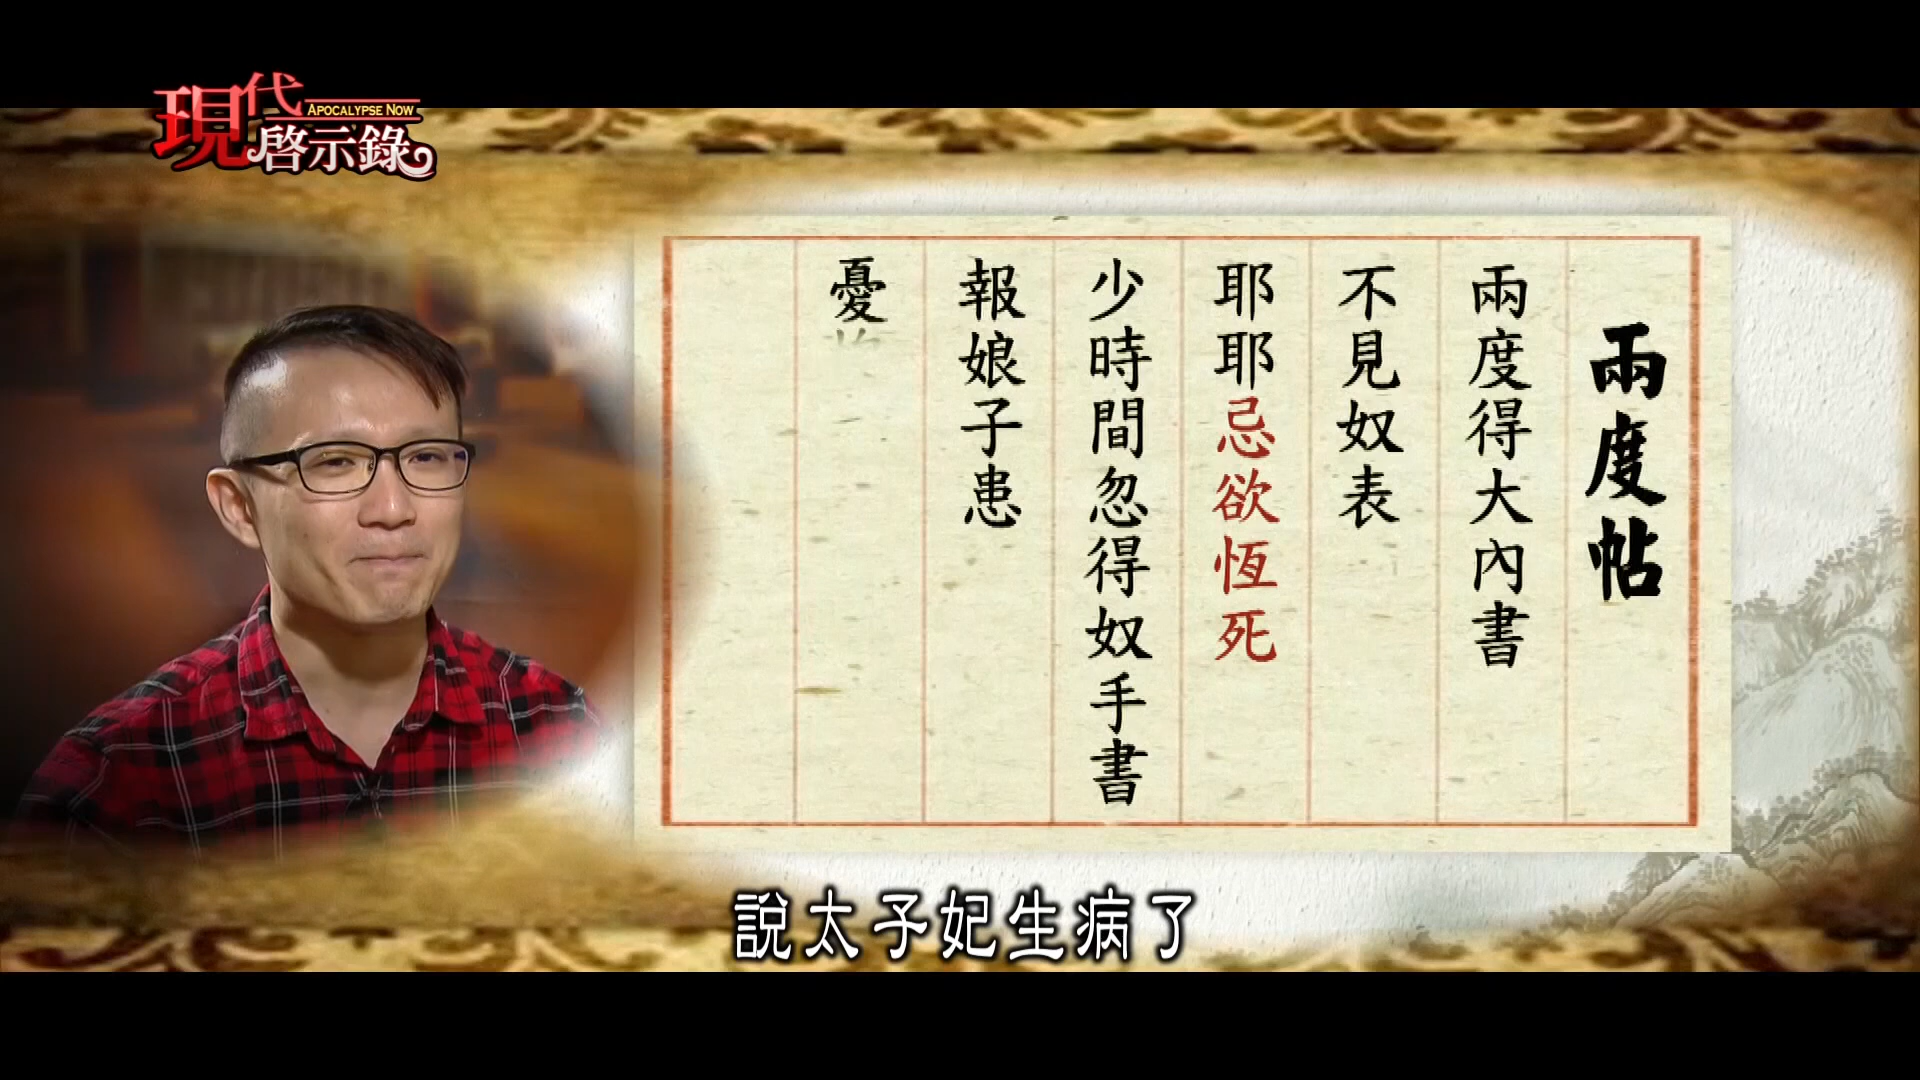 現代
APOCALYPSE NOW
啓示錄
兩度帖
兩度得大內書
不見奴表
耶耶忌欲恆死
少時間忽得奴手書
報娘子患
憂
說太子妃生病了